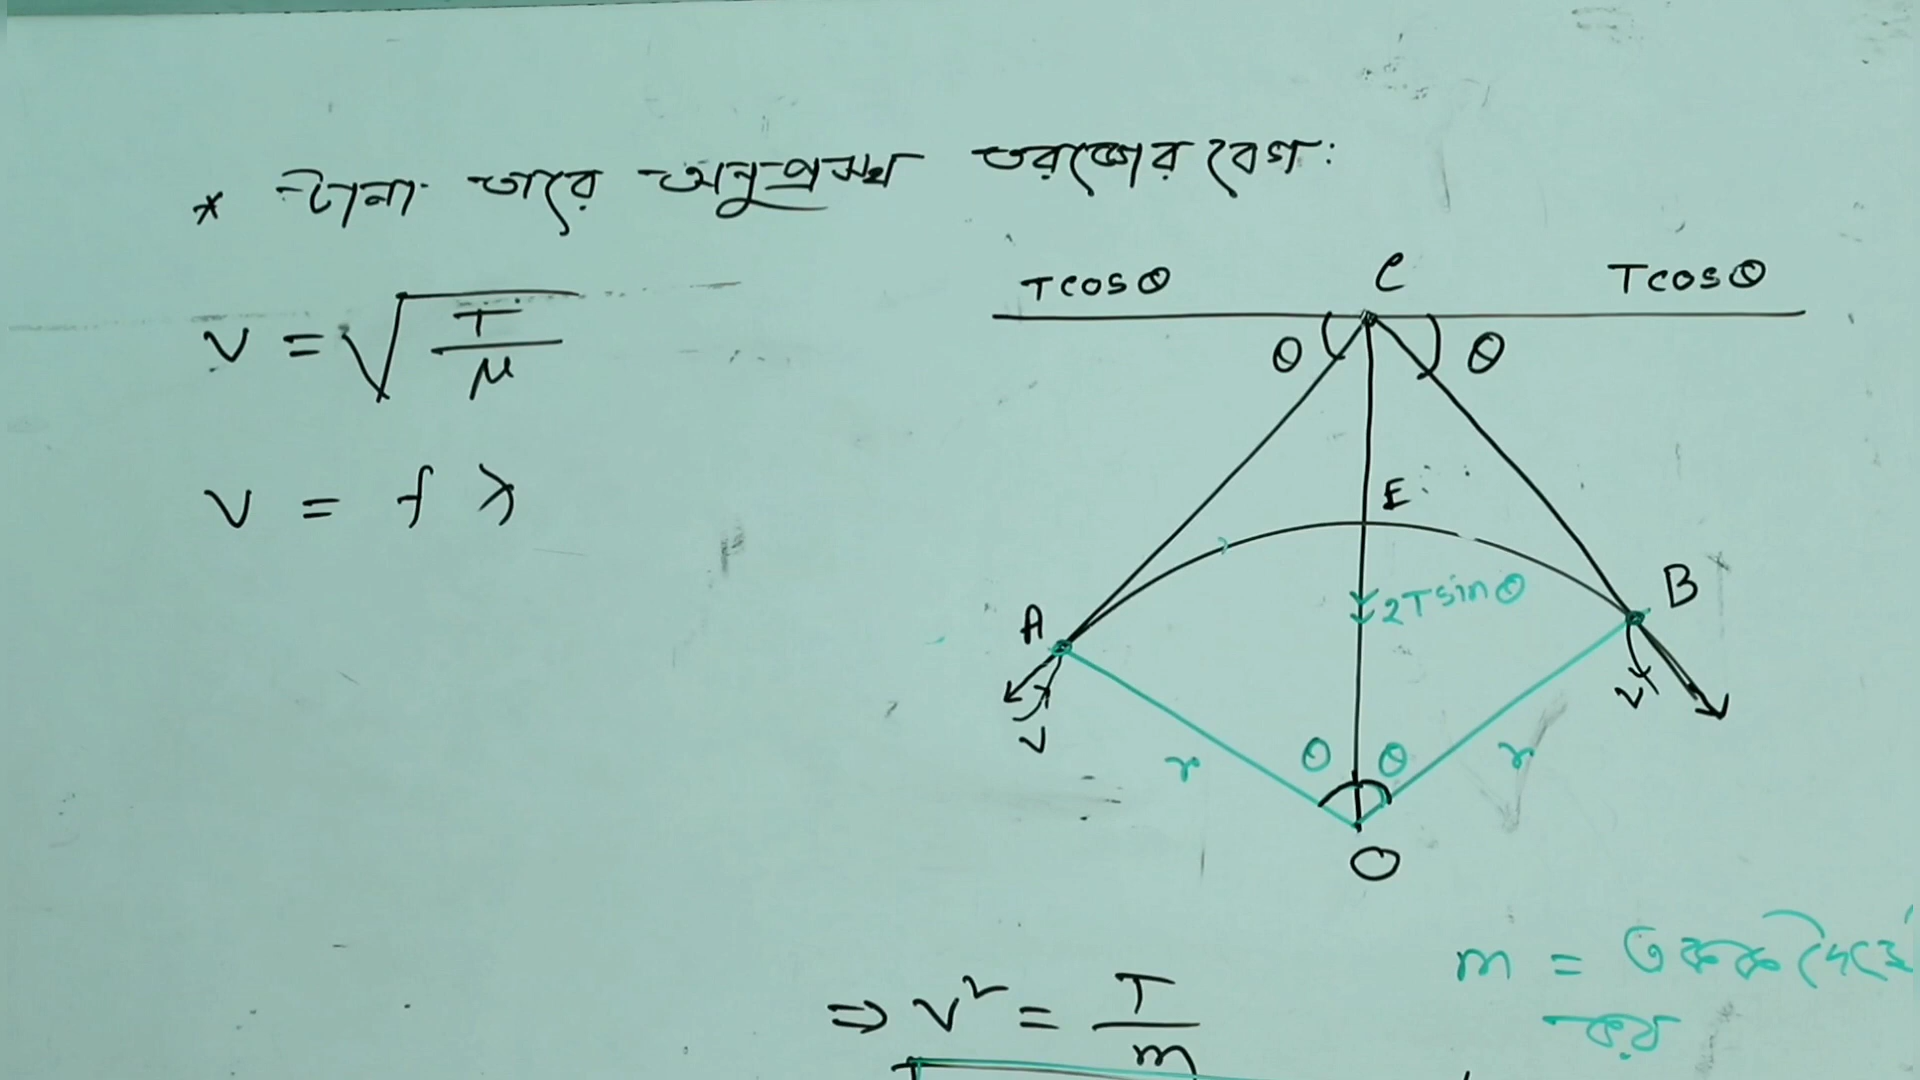 * টানা তারে অনুপ্রস্থ তরঙ্গের বেগ:
v = √(T/μ)
v = f λ
Tcosθ C Tcosθ
θ θ
E
2Tsinθ
A B
v v
r θ θ r
O
m = একক দৈর্ঘ্যে
ভর
⇒ v² = T/m